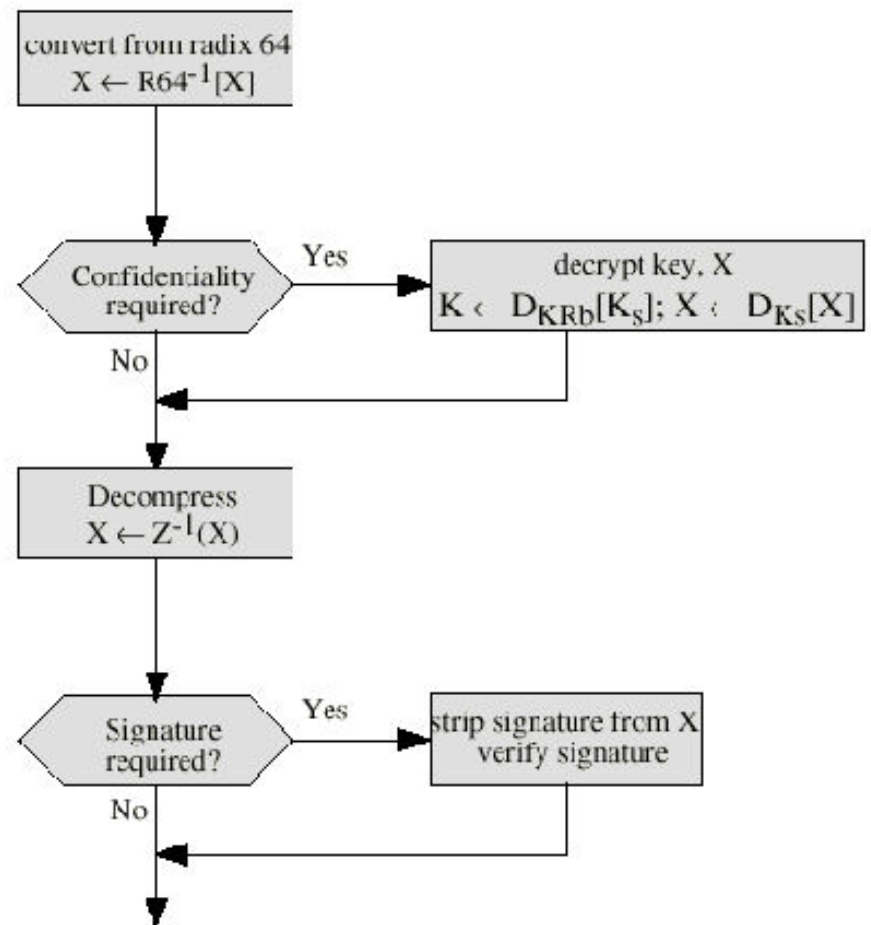 convert from radix 64
X ← R64⁻¹[X]
Confidentiality
required?
Yes
decrypt key, X
K ← D_KRb[K_s]; X ← D_Ks[X]
No
Decompress
X ← Z⁻¹(X)
Signature
required?
Yes
strip signature from X
verify signature
No